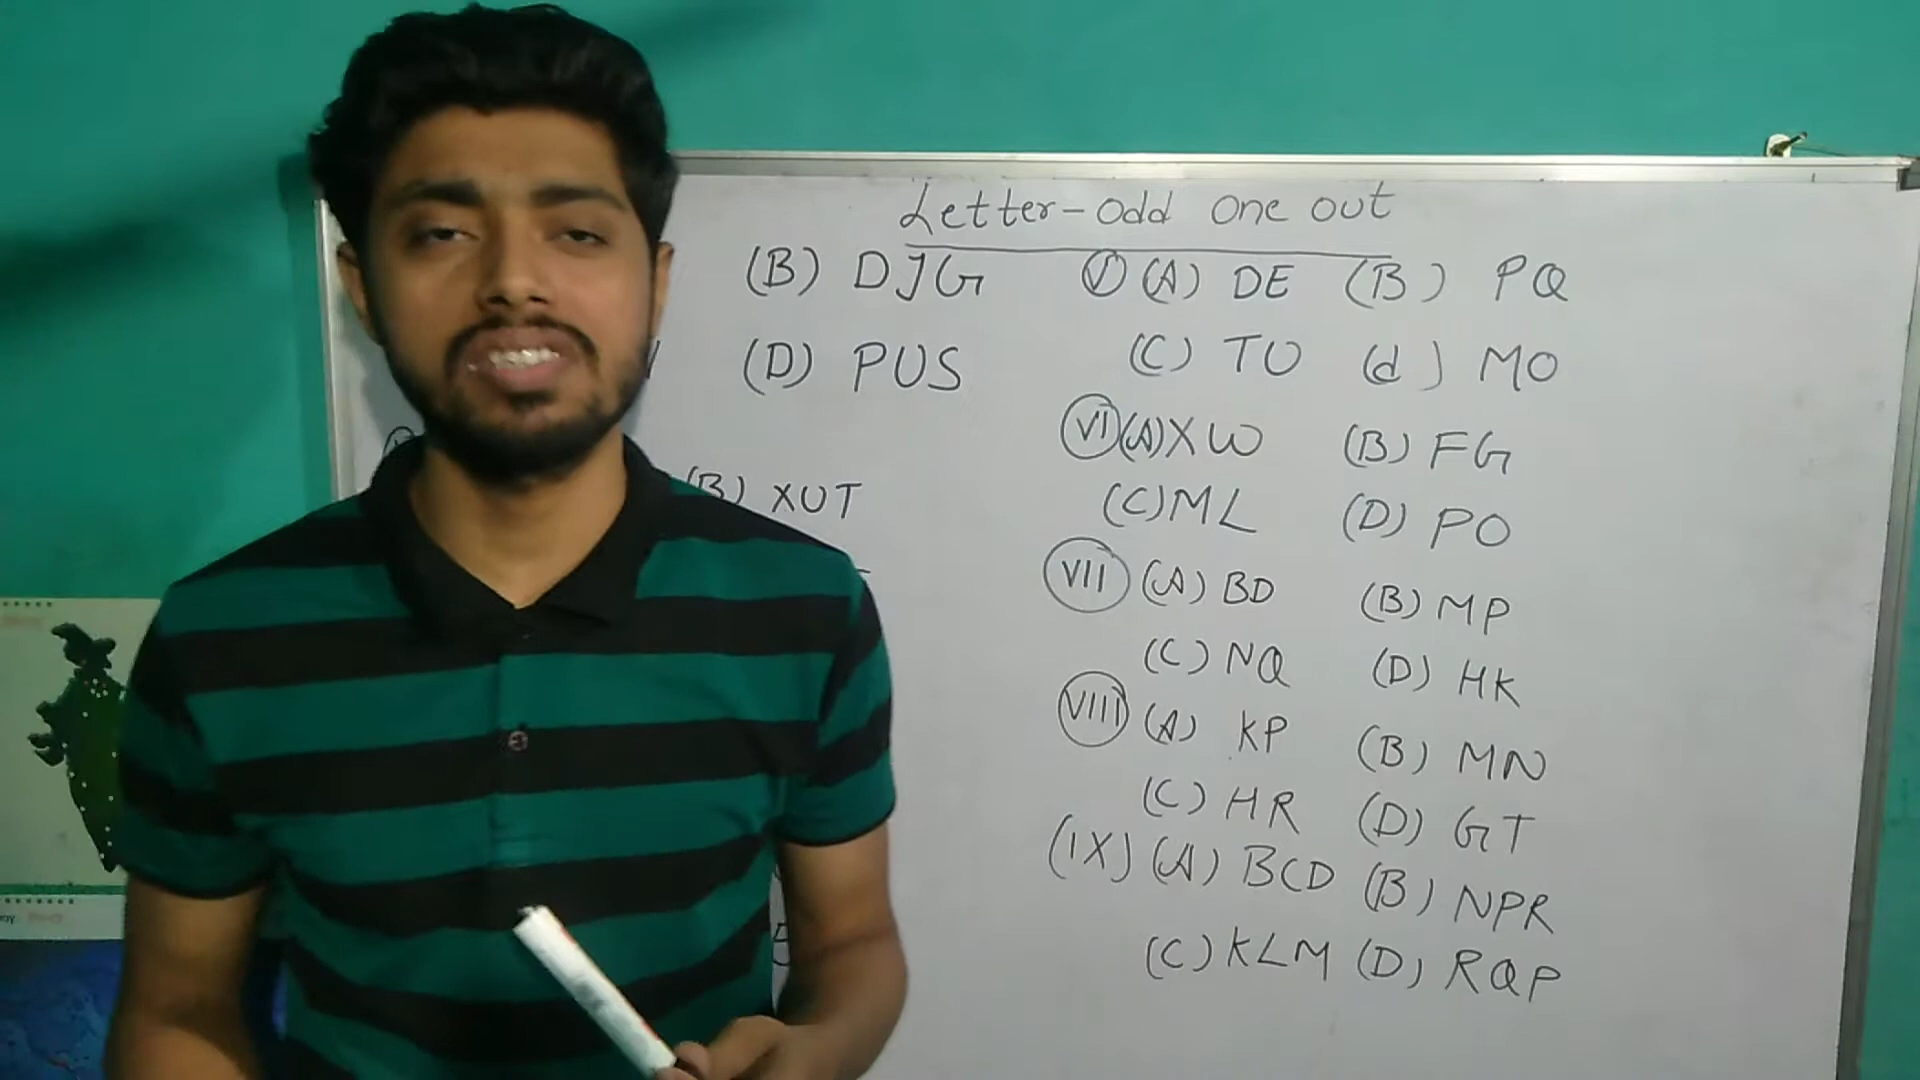 Letter-odd one out
(B) DJG
(D) PUS
(B) XUT
(V) (A) DE (B) PQ
(C) TU (d) MO
(VI) (A) XW (B) FG
(C) ML (D) PO
(VII) (A) BD (B) MP
(C) NQ (D) HK
(VIII) (A) KP (B) MN
(C) HR (D) GT
(IX) (A) BCD (B) NPR
(C) KLM (D) RQP